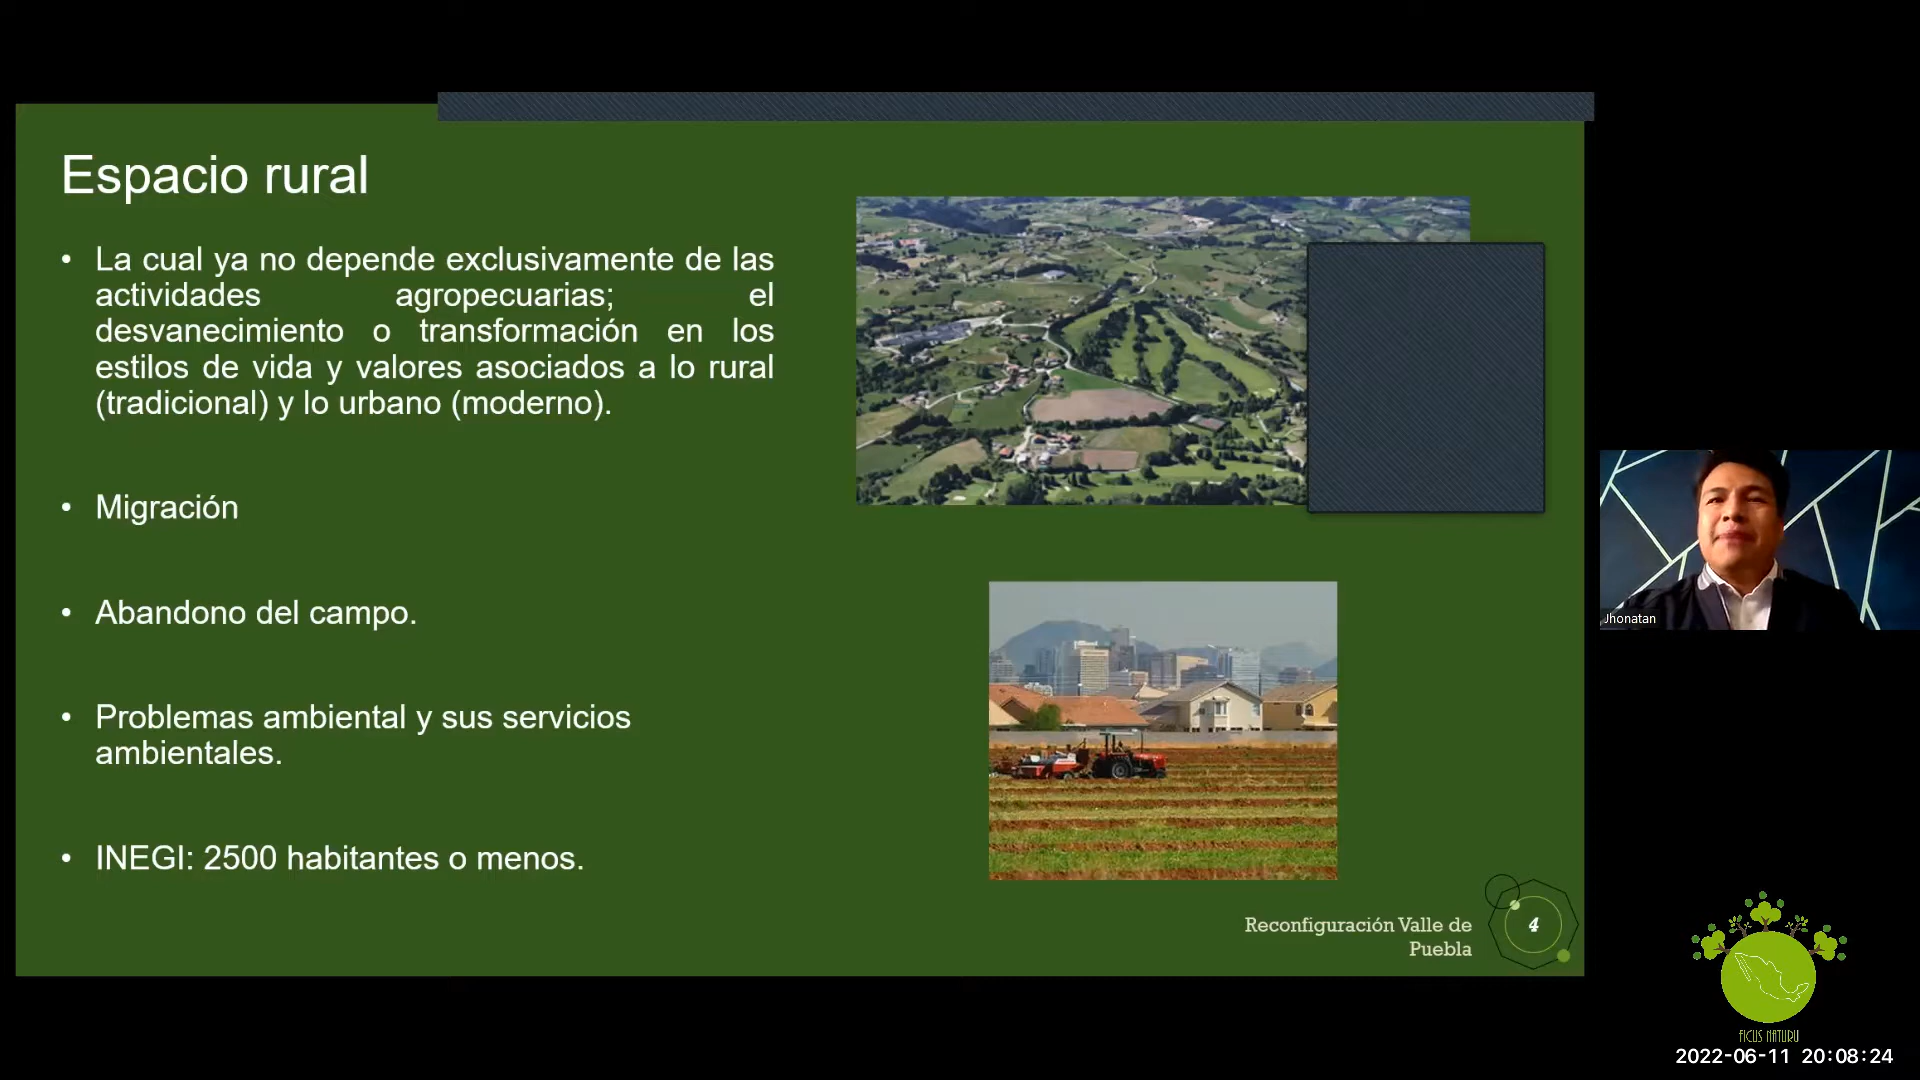 Espacio rural
• La cual ya no depende exclusivamente de las
actividades agropecuarias; el
desvanecimiento o transformación en los
estilos de vida y valores asociados a lo rural
(tradicional) y lo urbano (moderno).
• Migración
• Abandono del campo.
• Problemas ambiental y sus servicios
ambientales.
• INEGI: 2500 habitantes o menos.
Reconfiguración Valle de
Puebla
4
Jhonatan
FICUS NATURU
2022-06-11 20:08:24